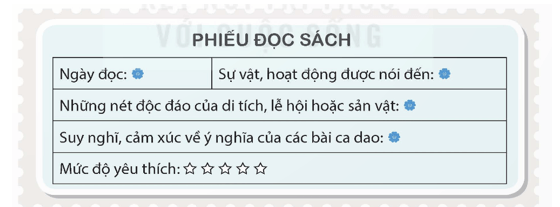 VỚI CUỘC SỐNG
PHIẾU ĐỌC SÁCH
Ngày đọc: Sự vật, hoạt động được nói đến:
Những nét độc đáo của di tích, lễ hội hoặc sản vật:
Suy nghĩ, cảm xúc về ý nghĩa của các bài ca dao:
Mức độ yêu thích: ☆ ☆ ☆ ☆ ☆